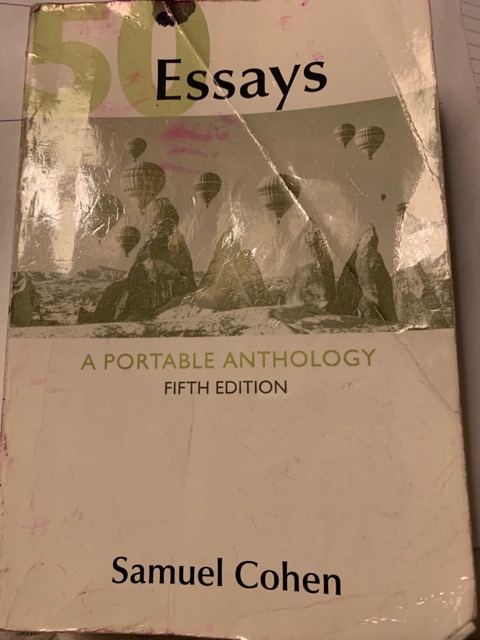 50
Essays
A PORTABLE ANTHOLOGY
FIFTH EDITION
Samuel Cohen